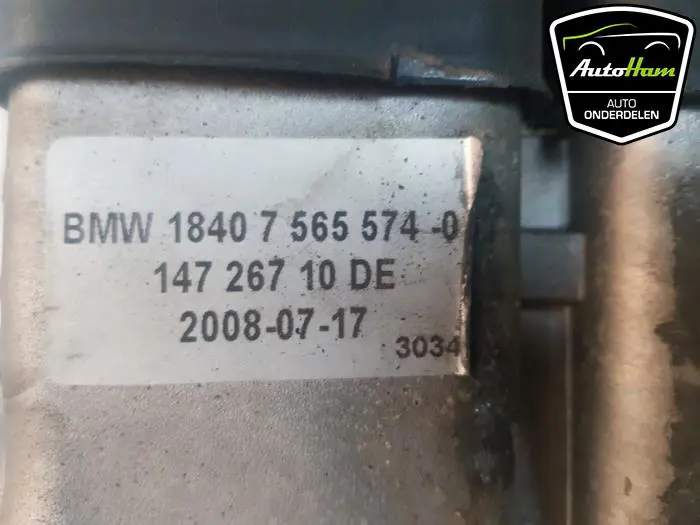 AutoHam
AUTO
ONDERDELEN
BMW 1840 7 565 574 -0
147 267 10 DE
2008-07-17
3034